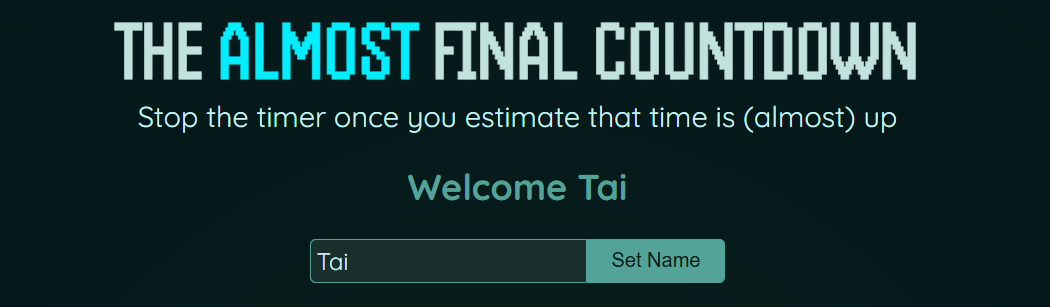 THE ALMOST FINAL COUNTDOWN
Stop the timer once you estimate that time is (almost) up
Welcome Tai
Tai Set Name